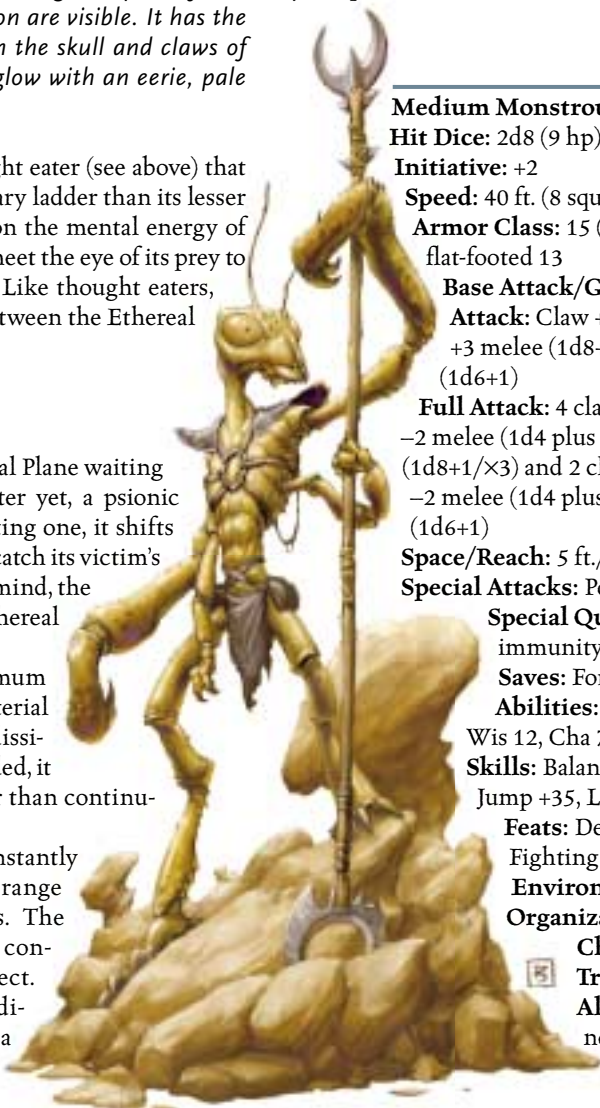 on are visible. It has the
n the skull and claws of
glow with an eerie, pale
ght eater (see above) that
ary ladder than its lesser
on the mental energy of
meet the eye of its prey to
Like thought eaters,
tween the Ethereal
al Plane waiting
ter yet, a psionic
ting one, it shifts
catch its victim's
mind, the
hereal
mum
terial
issi-
ed, it
r than continu-
nstantly
range
s. The
con-
ect.
di-
a
Medium Monstrou
Hit Dice: 2d8 (9 hp)
Initiative: +2
Speed: 40 ft. (8 squ
Armor Class: 15 (
flat-footed 13
Base Attack/G
Attack: Claw +
+3 melee (1d8-
(1d6+1)
Full Attack: 4 cla
–2 melee (1d4 plus
(1d8+1/×3) and 2 cl
–2 melee (1d4 plus
(1d6+1)
Space/Reach: 5 ft./
Special Attacks: Po
Special Qu
immunity
Saves: For
Abilities:
Wis 12, Cha 7
Skills: Balan
Jump +35, L
Feats: De
Fighting
Environ
Organiza
Ch
Tr
Al
ne